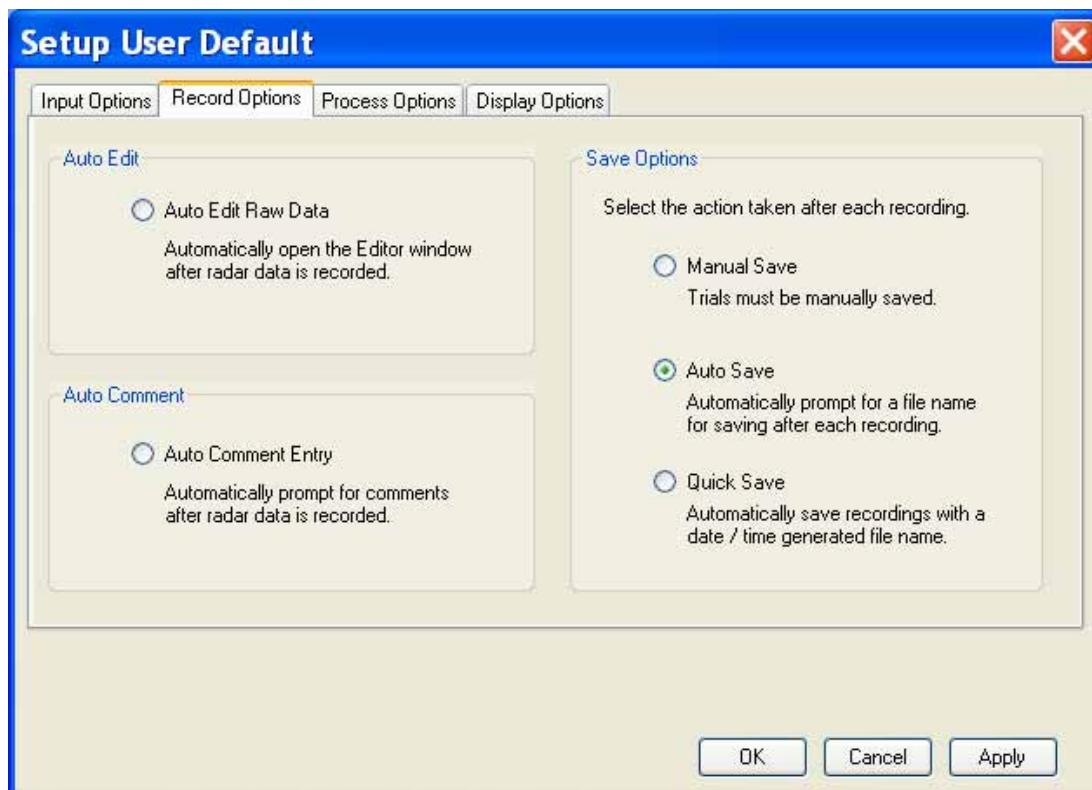 Setup User Default
Input Options
Record Options
Process Options
Display Options
Auto Edit
Auto Edit Raw Data
Automatically open the Editor window
after radar data is recorded.
Auto Comment
Auto Comment Entry
Automatically prompt for comments
after radar data is recorded.
Save Options
Select the action taken after each recording.
Manual Save
Trials must be manually saved.
Auto Save
Automatically prompt for a file name
for saving after each recording.
Quick Save
Automatically save recordings with a
date / time generated file name.
OK
Cancel
Apply